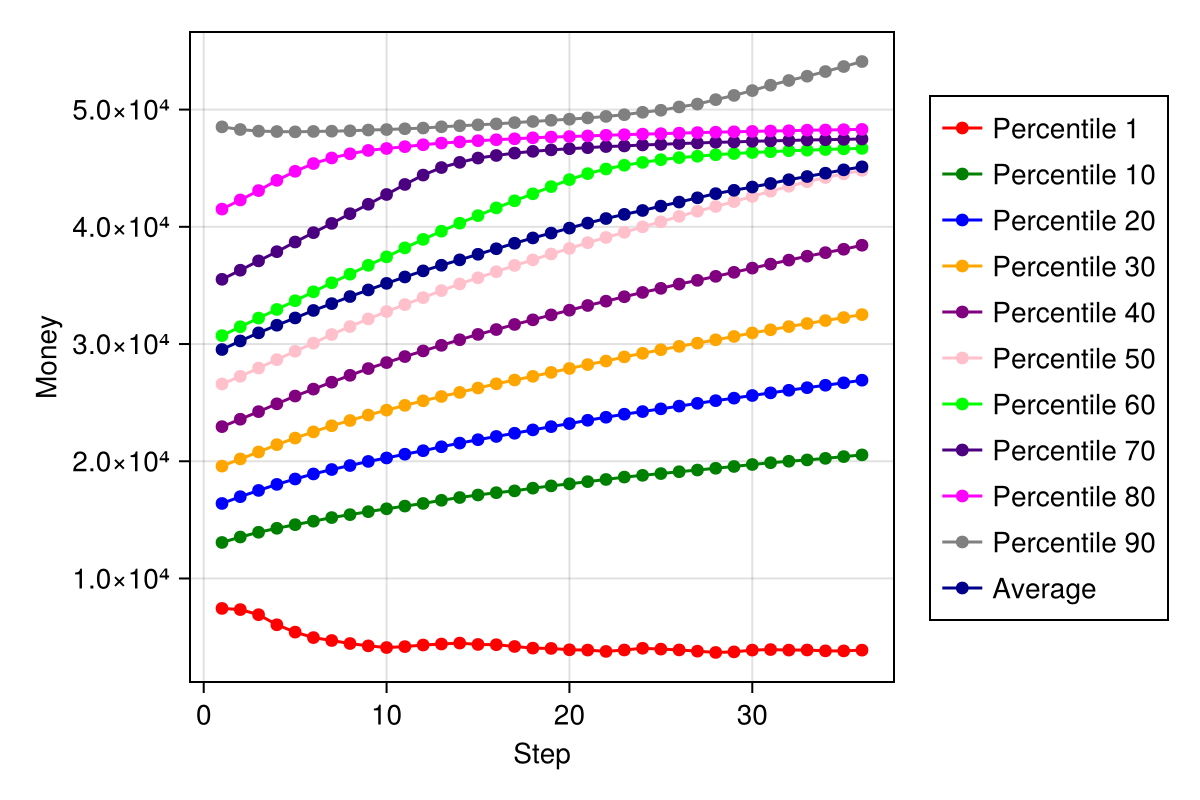 5.0×10⁴
4.0×10⁴
3.0×10⁴
2.0×10⁴
1.0×10⁴
Money
0 10 20 30
Step
Percentile 1
Percentile 10
Percentile 20
Percentile 30
Percentile 40
Percentile 50
Percentile 60
Percentile 70
Percentile 80
Percentile 90
Average